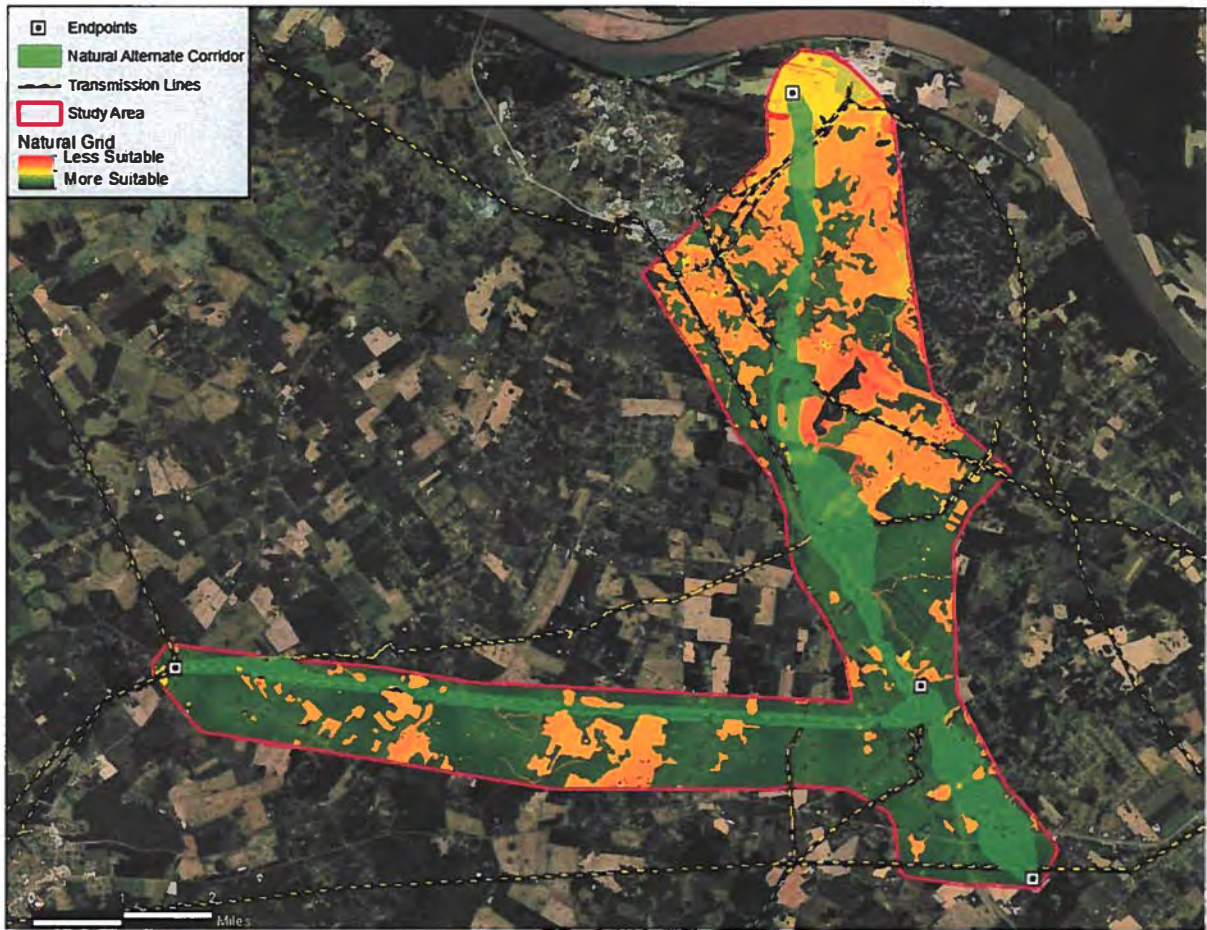 Endpoints
Natural Alternate Corridor
Transmission Lines
Study Area
Natural Grid
Less Suitable
More Suitable
0 1 2
Miles